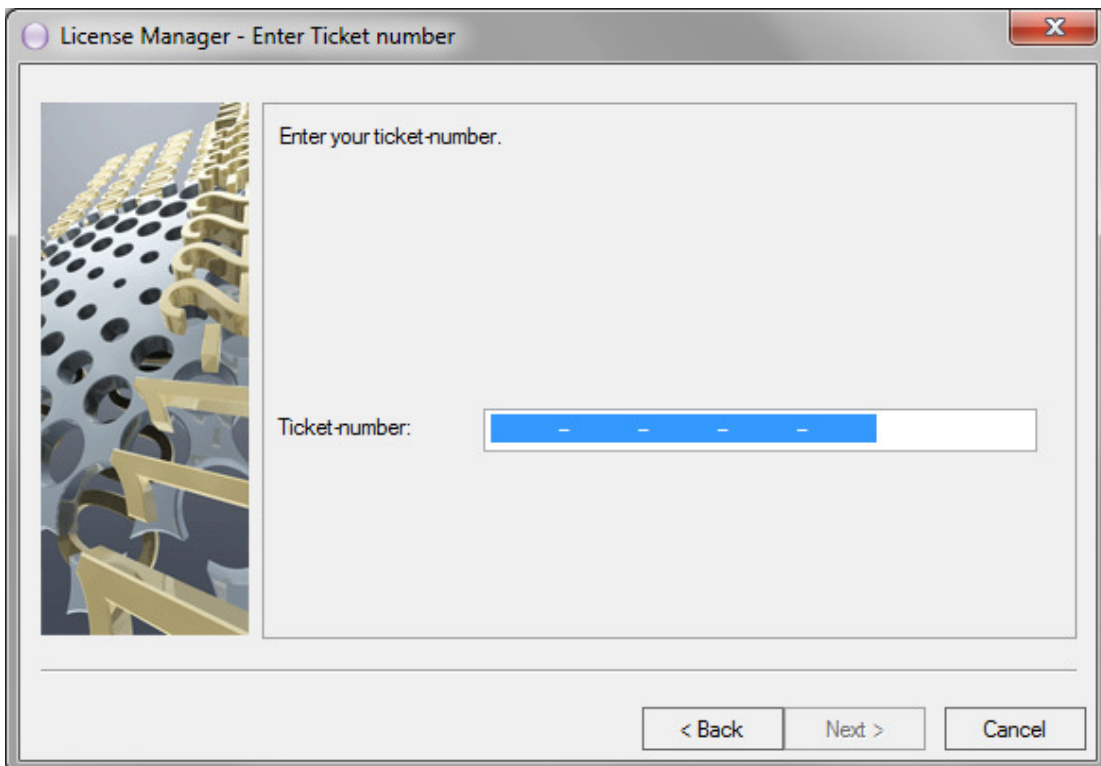 License Manager - Enter Ticket number
Enter your ticket-number.
Ticket-number:
- - - -
< Back
Next >
Cancel